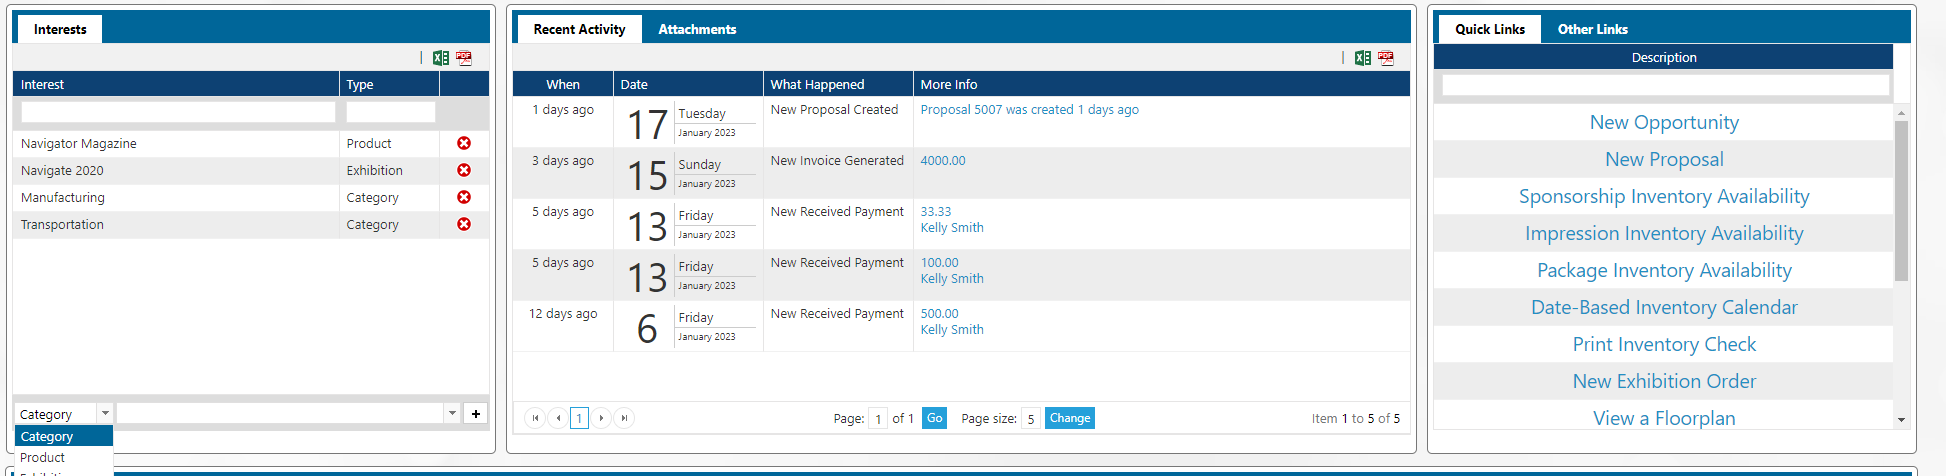 Interests
Interest Type
Navigator Magazine Product
Navigate 2020 Exhibition
Manufacturing Category
Transportation Category
Category
Category
Product
Recent Activity Attachments
When Date What Happened More Info
1 days ago 17 Tuesday January 2023 New Proposal Created Proposal 5007 was created 1 days ago
3 days ago 15 Sunday January 2023 New Invoice Generated 4000.00
5 days ago 13 Friday January 2023 New Received Payment 33.33
Kelly Smith
5 days ago 13 Friday January 2023 New Received Payment 100.00
Kelly Smith
12 days ago 6 Friday January 2023 New Received Payment 500.00
Kelly Smith
1 Page: 1 of 1 Go Page size: 5 Change Item 1 to 5 of 5
Quick Links Other Links
Description
New Opportunity
New Proposal
Sponsorship Inventory Availability
Impression Inventory Availability
Package Inventory Availability
Date-Based Inventory Calendar
Print Inventory Check
New Exhibition Order
View a Floorplan